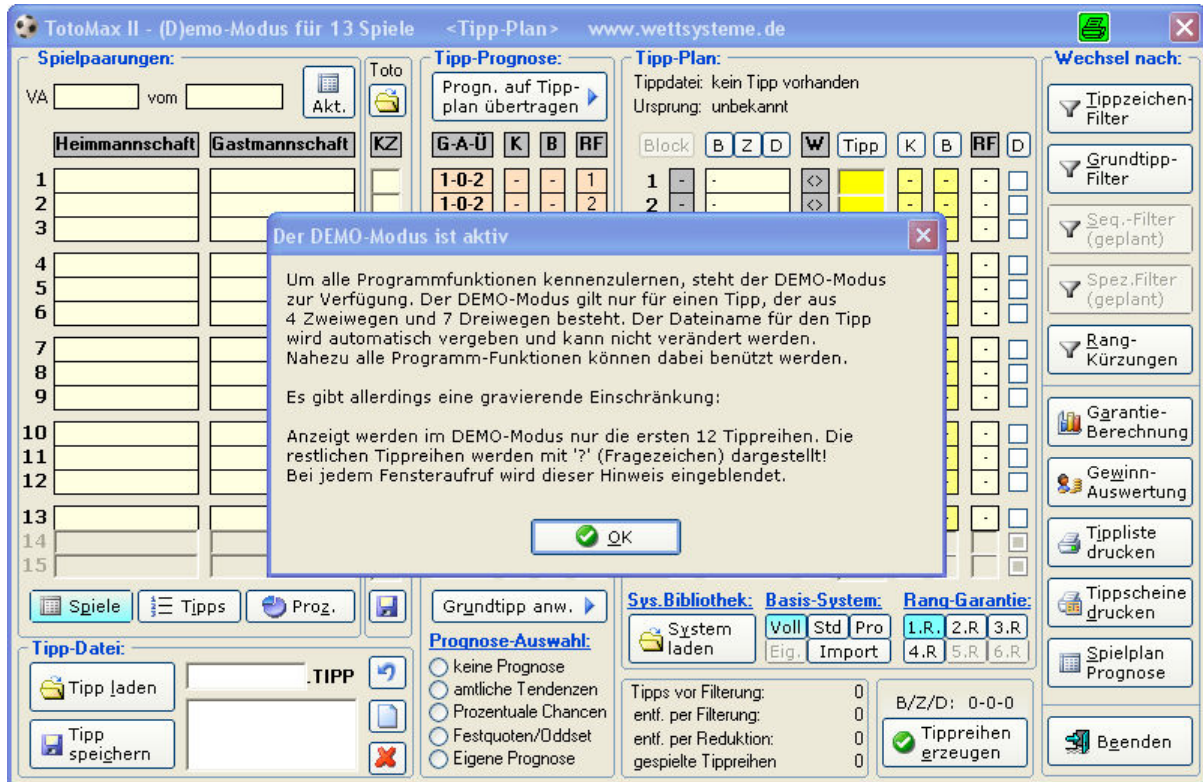 TotoMax II - (D)emo-Modus für 13 Spiele <Tipp-Plan> www.wettsysteme.de
Spielpaarungen:
VA vom Akt.
Heimmannschaft Gastmannschaft
1
2
3
4
5
6
7
8
9
10
11
12
13
14
15
Spiele Tipps Proz.
Toto
KZ
Tipp-Prognose:
Progn. auf Tipp-
plan übertragen
G-A-Ü K B RF
1-0-2 - - 1
1-0-2 - - 2
Grundtipp anw.
Prognose-Auswahl:
keine Prognose
amtliche Tendenzen
Prozentuale Chancen
Festquoten/Oddset
Eigene Prognose
Tipp-Plan:
Tippdatei: kein Tipp vorhanden
Ursprung: unbekannt
Block B Z D W Tipp K B RF D
1 - - <> - - -
2 - - <> - - -
Der DEMO-Modus ist aktiv
Um alle Programmfunktionen kennenzulernen, steht der DEMO-Modus
zur Verfügung. Der DEMO-Modus gilt nur für einen Tipp, der aus
4 Zweiwegen und 7 Dreiwegen besteht. Der Dateiname für den Tipp
wird automatisch vergeben und kann nicht verändert werden.
Nahezu alle Programm-Funktionen können dabei benützt werden.
Es gibt allerdings eine gravierende Einschränkung:
Anzeigt werden im DEMO-Modus nur die ersten 12 Tippreihen. Die
restlichen Tippreihen werden mit '?' (Fragezeichen) dargestellt!
Bei jedem Fensteraufruf wird dieser Hinweis eingeblendet.
OK
Sys.Bibliothek: Basis-System: Rang-Garantie:
System
laden
Voll Std Pro
Eig. Import
1.R. 2.R 3.R
4.R 5.R 6.R
Tipps vor Filterung: 0
entf. per Filterung: 0
entf. per Reduktion: 0
gespielte Tippreihen 0
B/Z/D: 0-0-0
Tippreihen
erzeugen
Tipp-Datei:
Tipp laden
.TIPP
Tipp
speichern
Wechsel nach:
Tippzeichen-
Filter
Grundtipp-
Filter
Seq.-Filter
(geplant)
Spez.Filter
(geplant)
Rang-
Kürzungen
Garantie-
Berechnung
Gewinn-
Auswertung
Tippliste
drucken
Tippscheine
drucken
Spielplan
Prognose
Beenden